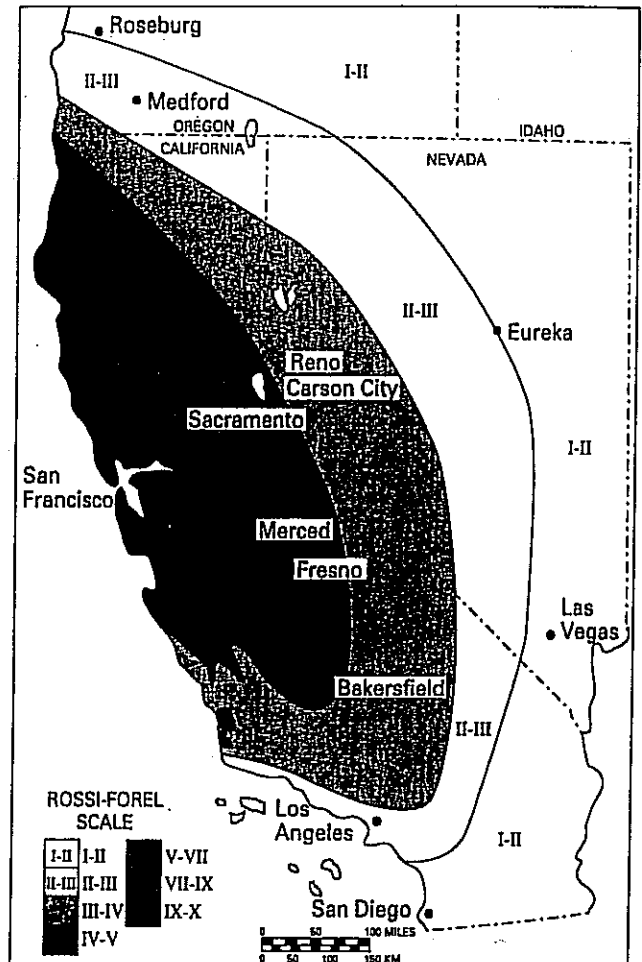 Roseburg
I-II
II-III
Medford
ORĖGON
CALIFORNIA
IDAHO
NEVADA
II-III
Eureka
Reno
Carson City
Sacramento
I-II
San
Francisco
Merced
Fresno
Las
Vegas
Bakersfield
II-III
ROSSI-FOREL
SCALE
I-II I-II V-VII
II-III II-III VII-IX
III-IV IX-X
IV-V
Los
Angeles
I-II
San Diego
0 50 100 MILES
0 50 100 150 KM